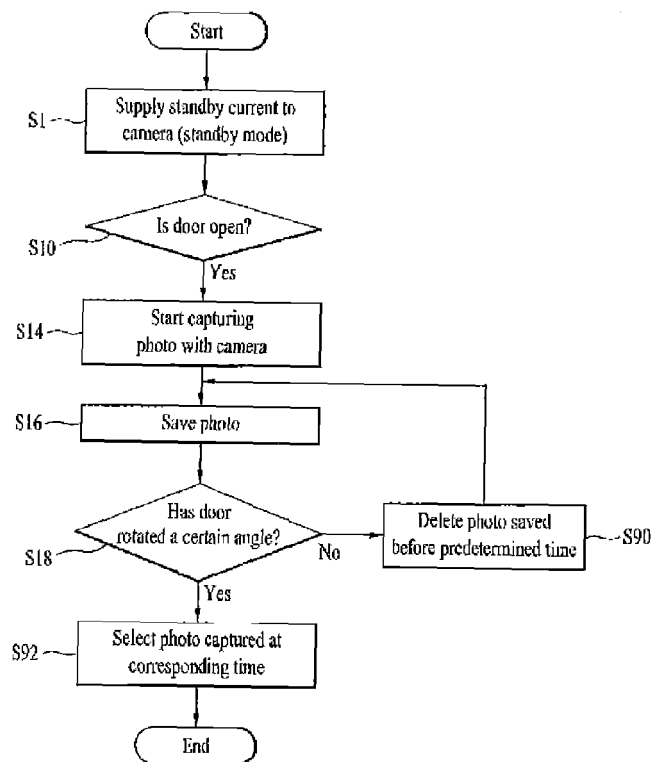 Start
S1
Supply standby current to
camera (standby mode)
S10
Is door open?
Yes
S14
Start capturing
photo with camera
S16
Save photo
S18
Has door
rotated a certain angle?
No
Delete photo saved
before predetermined time
S90
Yes
S92
Select photo captured at
corresponding time
End